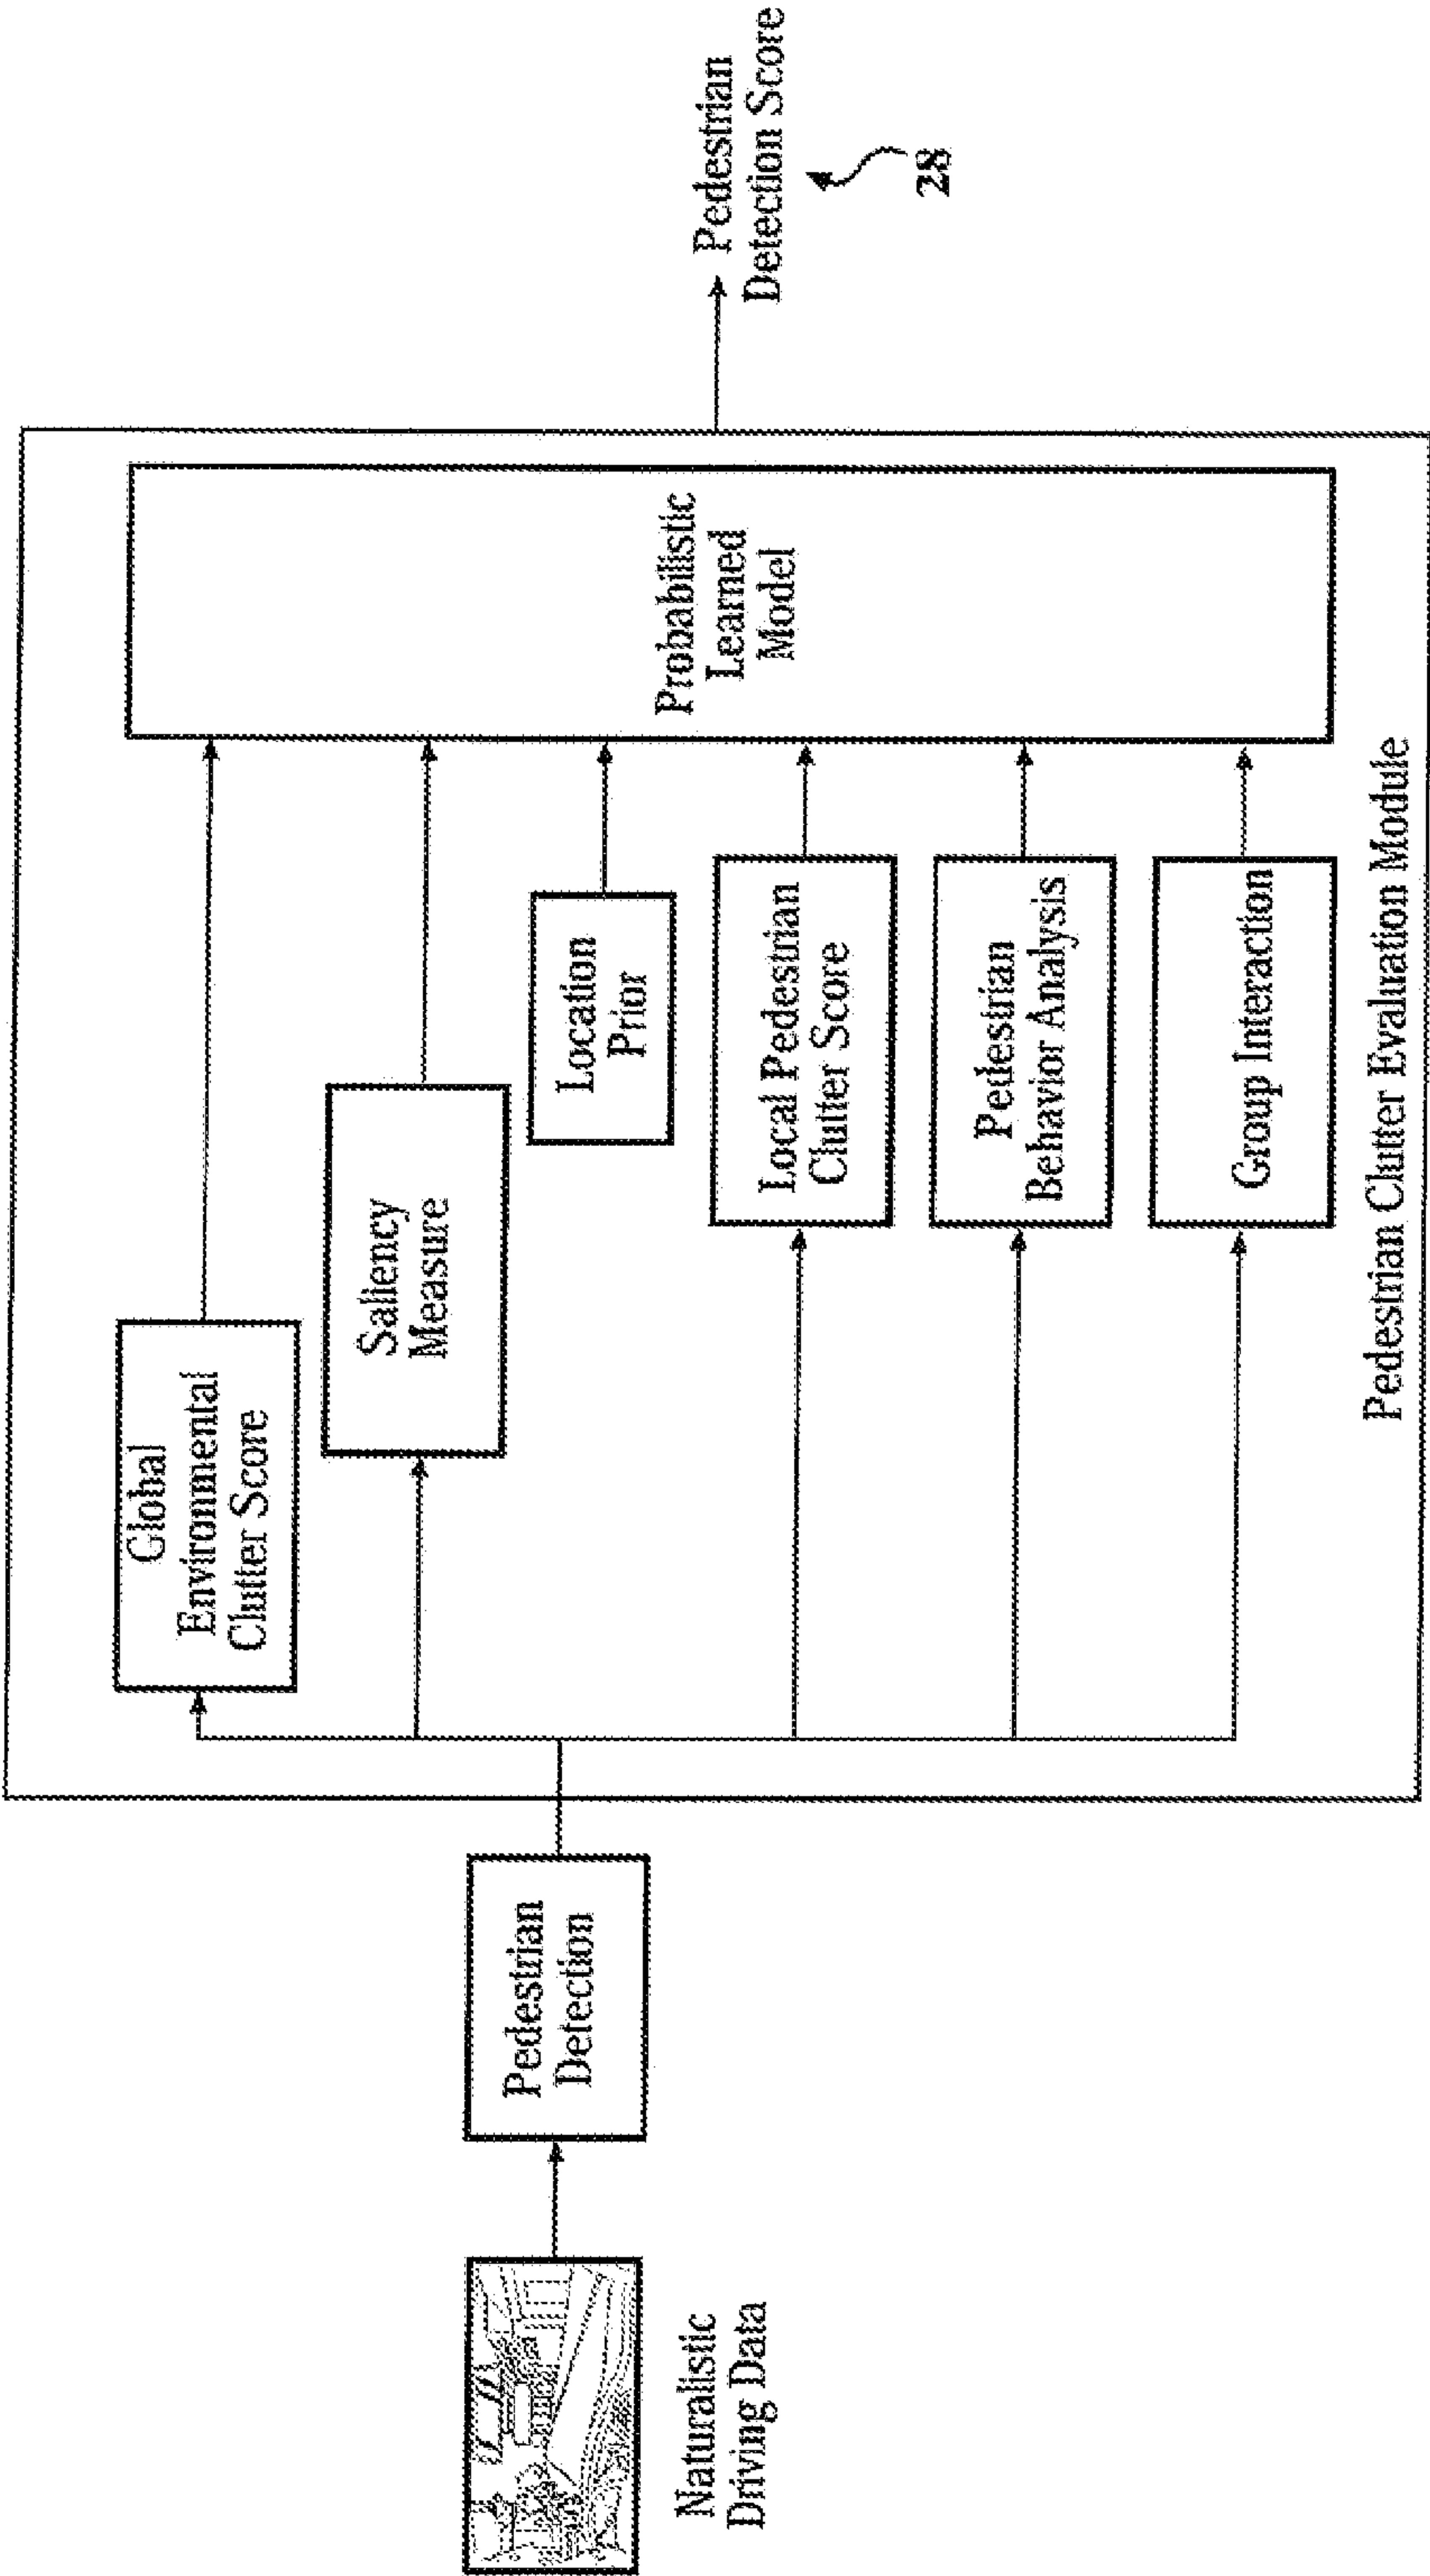 Naturalistic
Driving Data
Pedestrian
Detection
Global
Environmental
Clutter Score
Saliency
Measure
Location
Prior
Local Pedestrian
Clutter Score
Pedestrian
Behavior Analysis
Group Interaction
Probabilistic
Learned
Model
Pedestrian Clutter Evaluation Module
Pedestrian
Detection Score
28